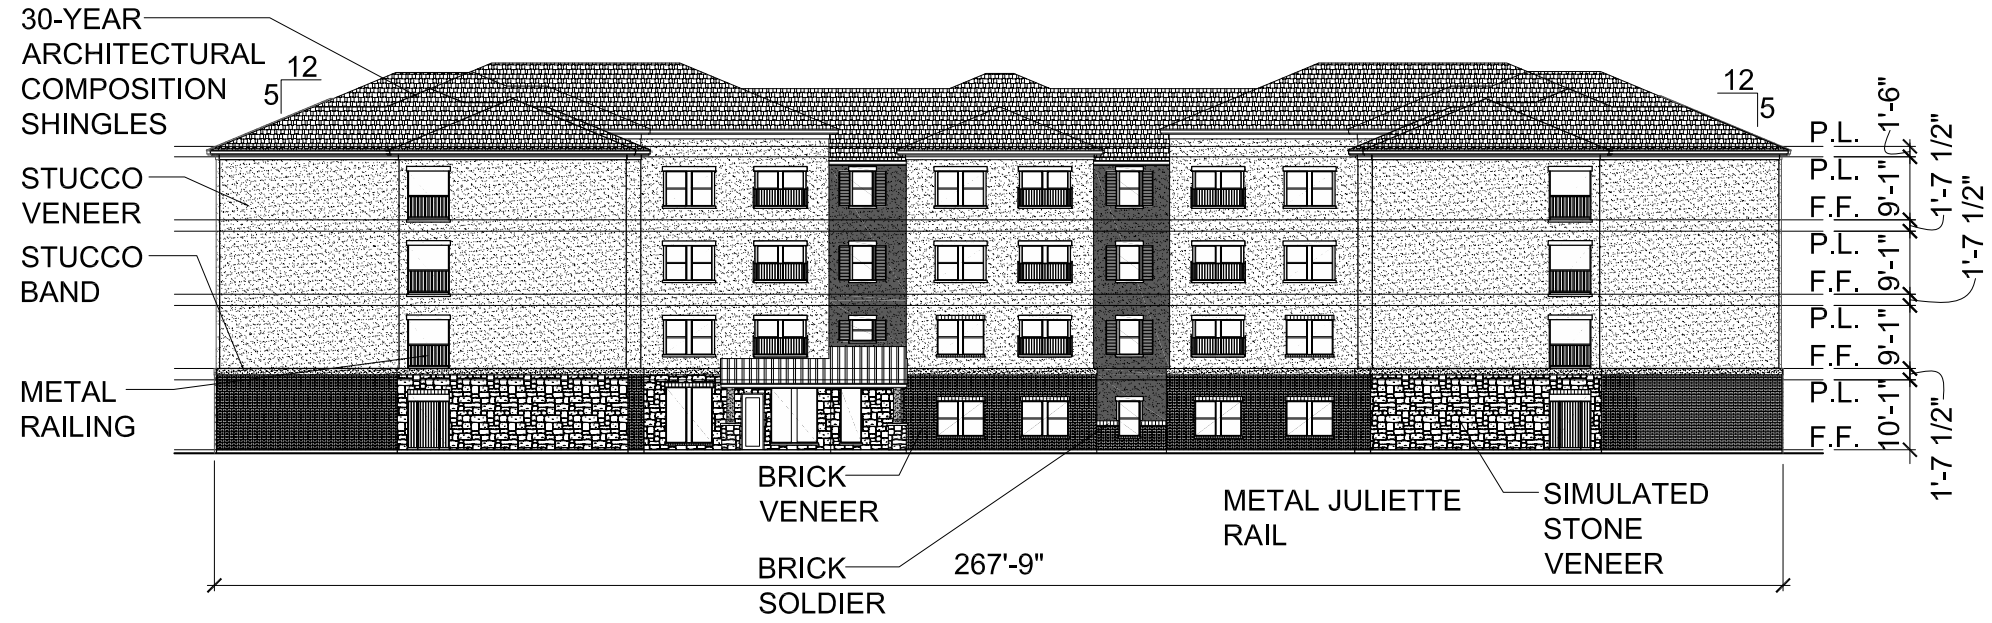 30-YEAR
ARCHITECTURAL
COMPOSITION
SHINGLES
12
5
STUCCO
VENEER
STUCCO
BAND
METAL
RAILING
BRICK
VENEER
BRICK
SOLDIER
267'-9"
METAL JULIETTE
RAIL
SIMULATED
STONE
VENEER
12
5
P.L.
P.L.
F.F.
P.L.
F.F.
P.L.
F.F.
P.L.
F.F.
1'-6"
9'-1"
9'-1"
9'-1"
10'-1"
1'-7 1/2"
1'-7 1/2"
1'-7 1/2"